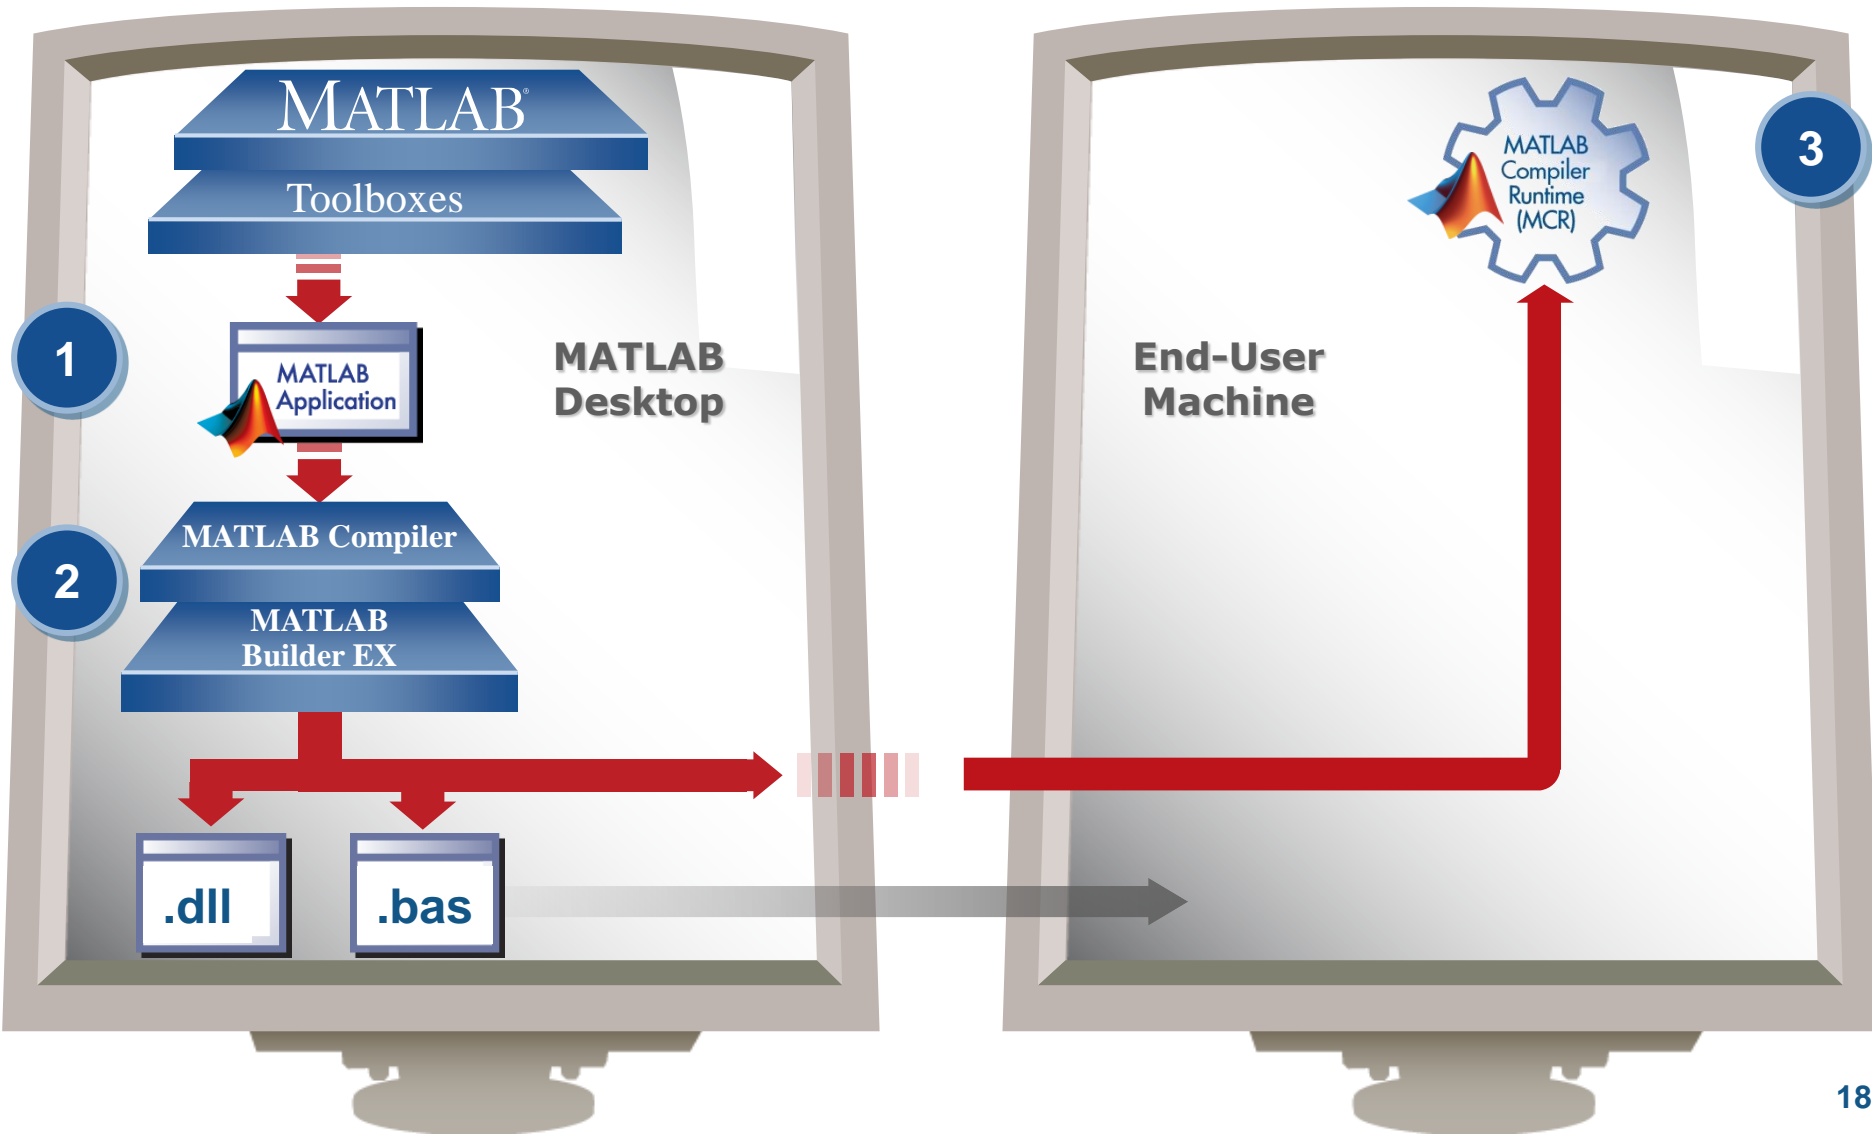 MATLAB®
Toolboxes
1
MATLAB
Application
MATLAB
Desktop
2
MATLAB Compiler
MATLAB
Builder EX
.dll
.bas
MATLAB
Compiler
Runtime
(MCR)
3
End-User
Machine
18